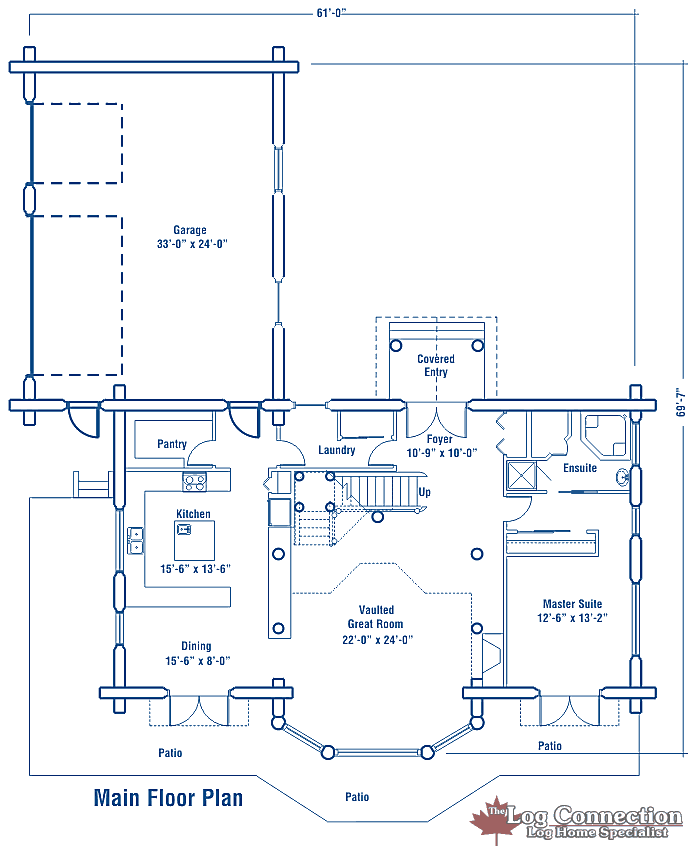 61'-0"
Garage
33'-0" x 24'-0"
69'-7"
Covered
Entry
Pantry
Laundry
Foyer
10'-9" x 10'-0"
Ensuite
Up
Kitchen
15'-6" x 13'-6"
Vaulted
Great Room
22'-0" x 24'-0"
Master Suite
12'-6" x 13'-2"
Dining
15'-6" x 8'-0"
Patio
Patio
Patio
Main Floor Plan
The Log Connection
Log Home Specialist